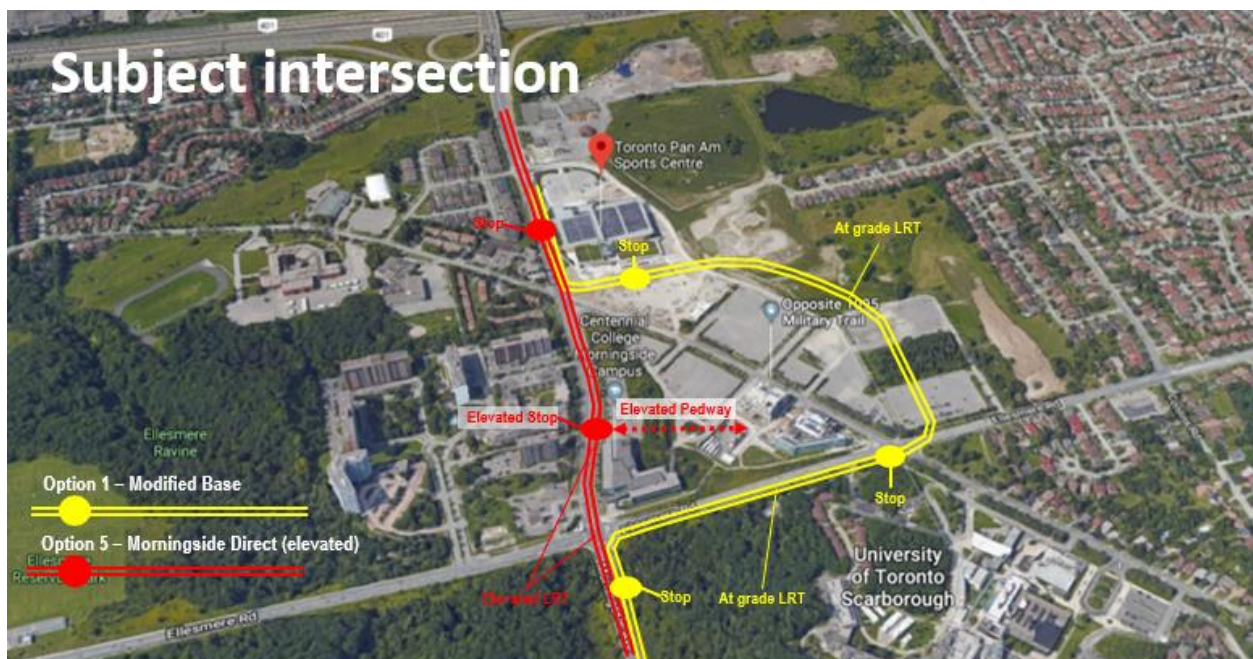 401
401
Subject intersection
Toronto Pan Am
Sports Centre
Stop
Stop
At grade LRT
Opposite 1095
Military Trail
Centennial
College
Morningside
Campus
Elevated Stop
Elevated Pedway
Ellesmere
Ravine
Option 1 – Modified Base
Stop
Option 5 – Morningside Direct (elevated)
University
of Toronto
Scarborough
Elevated LRT
Stop
At grade LRT
Ellesmere Rd